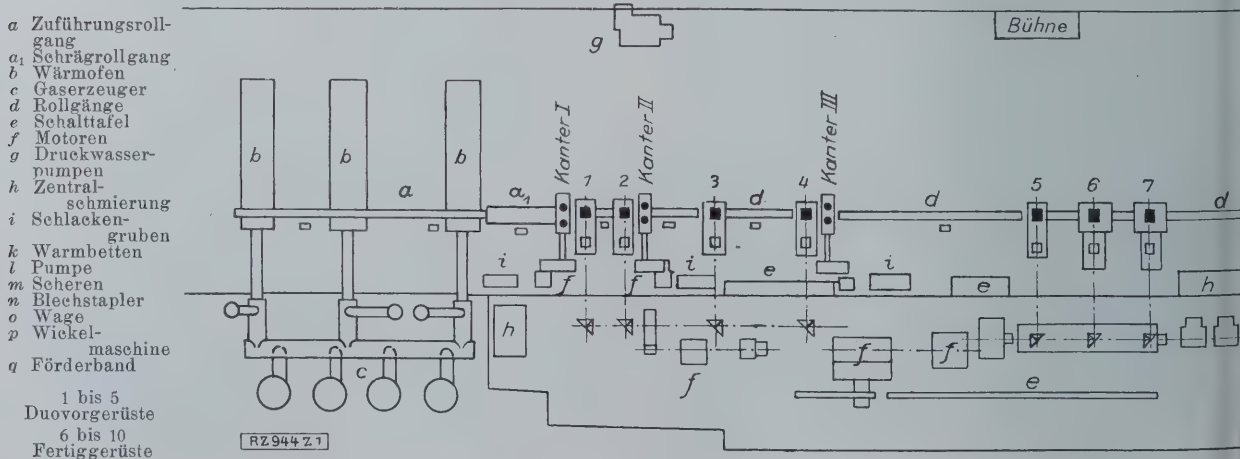 a Zuführungsroll-
gang
a₁ Schrägrollgang
b Wärmofen
c Gaserzeuger
d Rollgänge
e Schalttafel
f Motoren
g Druckwasser-
pumpen
h Zentral-
schmierung
i Schlacken-
gruben
k Warmbetten
l Pumpe
m Scheren
n Blechstapler
o Wage
p Wickel-
maschine
q Förderband
1 bis 5
Duovorgerüste
6 bis 10
Fertiggerüste
g
Bühne
Kanter I
Kanter II
Kanter III
b b b
a a₁ 1 2 3 d 4 d 5 6 7 d
i f f i e i e h
h
f f f
c e
RZ944Z1